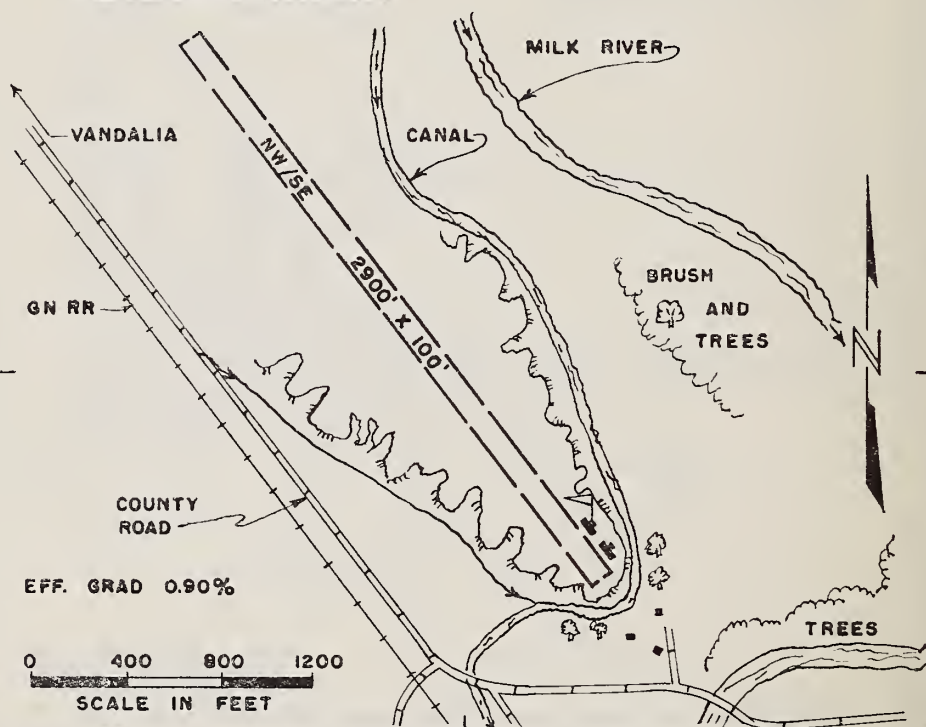 MILK RIVER
VANDALIA
CANAL
NW/SE
2900' X 100'
BRUSH
AND
TREES
GN RR
N
COUNTY
ROAD
EFF. GRAD 0.90%
TREES
0 400 800 1200
SCALE IN FEET